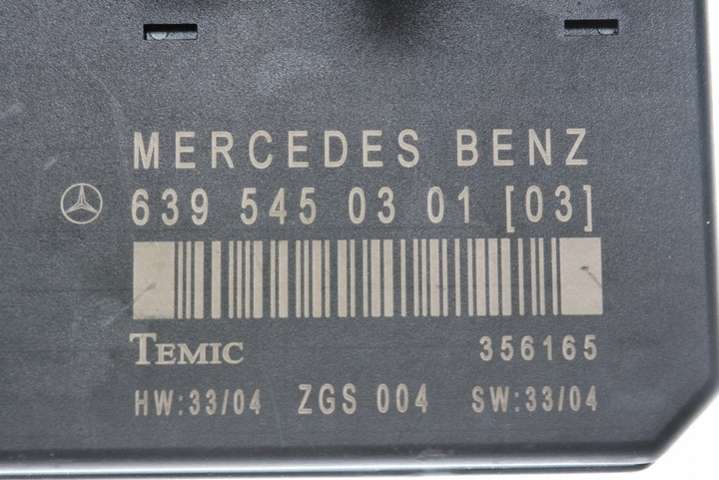 MERCEDES BENZ
639 545 03 01 [03]
TEMIC 356165
HW:33/04 ZGS 004 SW:33/04